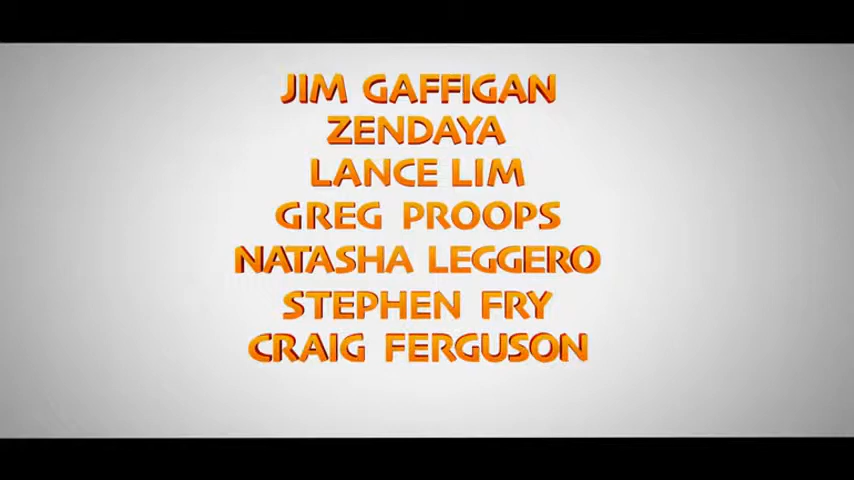 JIM GAFFIGAN
ZENDAYA
LANCE LIM
GREG PROOPS
NATASHA LEGGERO
STEPHEN FRY
CRAIG FERGUSON